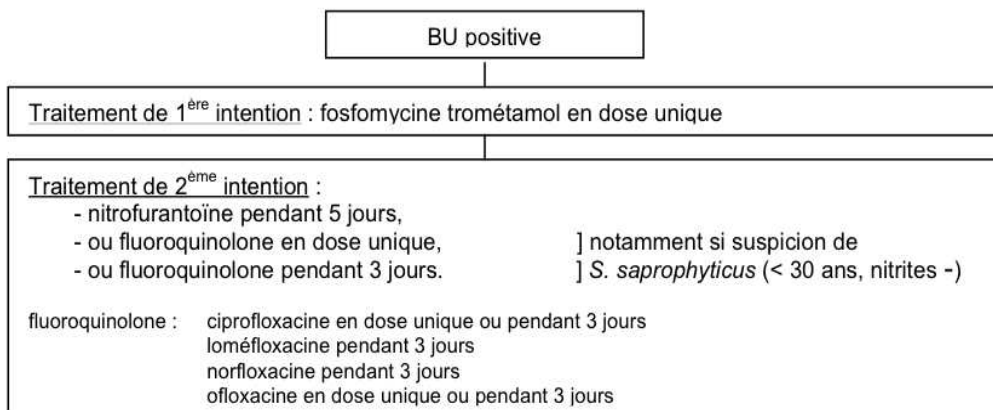 BU positive
Traitement de 1ère intention : fosfomycine trométamol en dose unique
Traitement de 2ème intention :
- nitrofurantoïne pendant 5 jours,
- ou fluoroquinolone en dose unique, ] notamment si suspicion de
- ou fluoroquinolone pendant 3 jours. ] S. saprophyticus (< 30 ans, nitrites -)
fluoroquinolone : ciprofloxacine en dose unique ou pendant 3 jours
loméfloxacine pendant 3 jours
norfloxacine pendant 3 jours
ofloxacine en dose unique ou pendant 3 jours